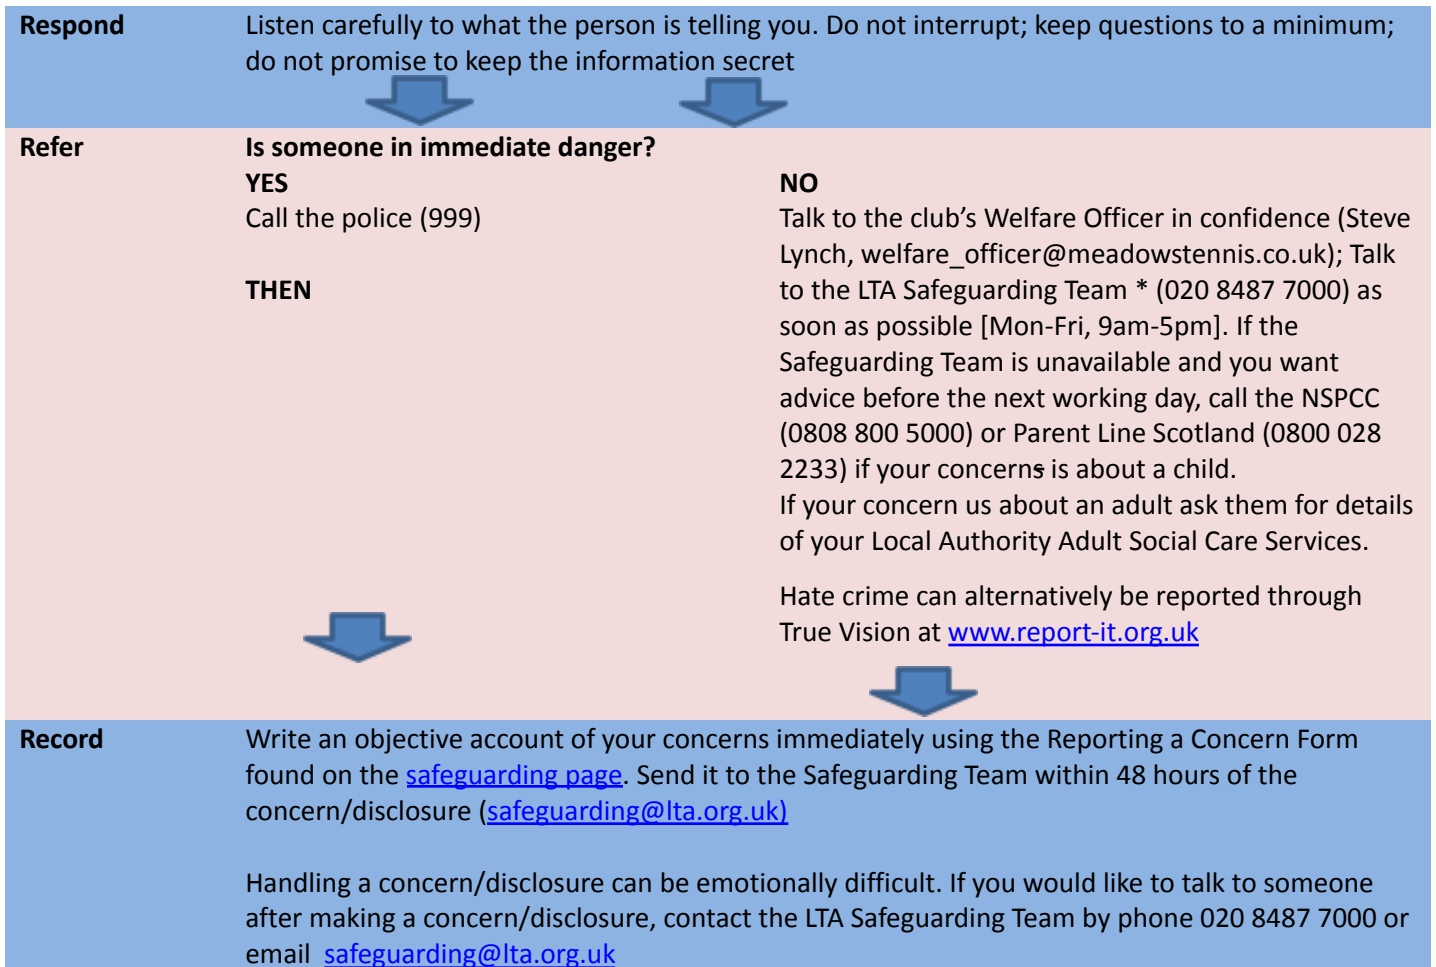 Respond
Listen carefully to what the person is telling you. Do not interrupt; keep questions to a minimum;
do not promise to keep the information secret
Refer
Is someone in immediate danger?
YES
Call the police (999)
THEN
NO
Talk to the club's Welfare Officer in confidence (Steve
Lynch, welfare_officer@meadowstennis.co.uk); Talk
to the LTA Safeguarding Team * (020 8487 7000) as
soon as possible [Mon-Fri, 9am-5pm]. If the
Safeguarding Team is unavailable and you want
advice before the next working day, call the NSPCC
(0808 800 5000) or Parent Line Scotland (0800 028
2233) if your concerns is about a child.
If your concern us about an adult ask them for details
of your Local Authority Adult Social Care Services.
Hate crime can alternatively be reported through
True Vision at www.report-it.org.uk
Record
Write an objective account of your concerns immediately using the Reporting a Concern Form
found on the safeguarding page. Send it to the Safeguarding Team within 48 hours of the
concern/disclosure (safeguarding@lta.org.uk)
Handling a concern/disclosure can be emotionally difficult. If you would like to talk to someone
after making a concern/disclosure, contact the LTA Safeguarding Team by phone 020 8487 7000 or
email safeguarding@lta.org.uk